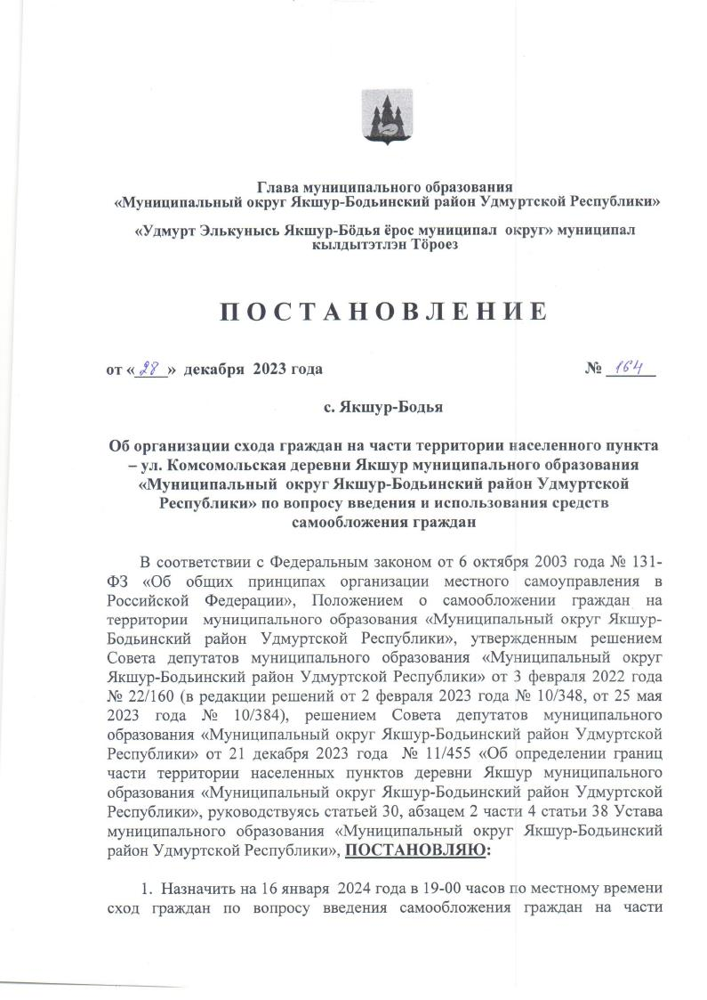 Глава муниципального образования
«Муниципальный округ Якшур-Бодьинский район Удмуртской Республики»
«Удмурт Элькунысь Якшур-Бӧдья ёрос муниципал округ» муниципал
кылдытэтлэн Тӧроез
П О С Т А Н О В Л Е Н И Е
от «28» декабря 2023 года № 164
с. Якшур-Бодья
Об организации схода граждан на части территории населенного пункта
– ул. Комсомольская деревни Якшур муниципального образования
«Муниципальный округ Якшур-Бодьинский район Удмуртской
Республики» по вопросу введения и использования средств
самообложения граждан
В соответствии с Федеральным законом от 6 октября 2003 года № 131-
ФЗ «Об общих принципах организации местного самоуправления в
Российской Федерации», Положением о самообложении граждан на
территории муниципального образования «Муниципальный округ Якшур-
Бодьинский район Удмуртской Республики», утвержденным решением
Совета депутатов муниципального образования «Муниципальный округ
Якшур-Бодьинский район Удмуртской Республики» от 3 февраля 2022 года
№ 22/160 (в редакции решений от 2 февраля 2023 года № 10/348, от 25 мая
2023 года № 10/384), решением Совета депутатов муниципального
образования «Муниципальный округ Якшур-Бодьинский район Удмуртской
Республики» от 21 декабря 2023 года № 11/455 «Об определении границ
части территории населенных пунктов деревни Якшур муниципального
образования «Муниципальный округ Якшур-Бодьинский район Удмуртской
Республики», руководствуясь статьей 30, абзацем 2 части 4 статьи 38 Устава
муниципального образования «Муниципальный округ Якшур-Бодьинский
район Удмуртской Республики», ПОСТАНОВЛЯЮ:
1. Назначить на 16 января 2024 года в 19-00 часов по местному времени
сход граждан по вопросу введения самообложения граждан на части